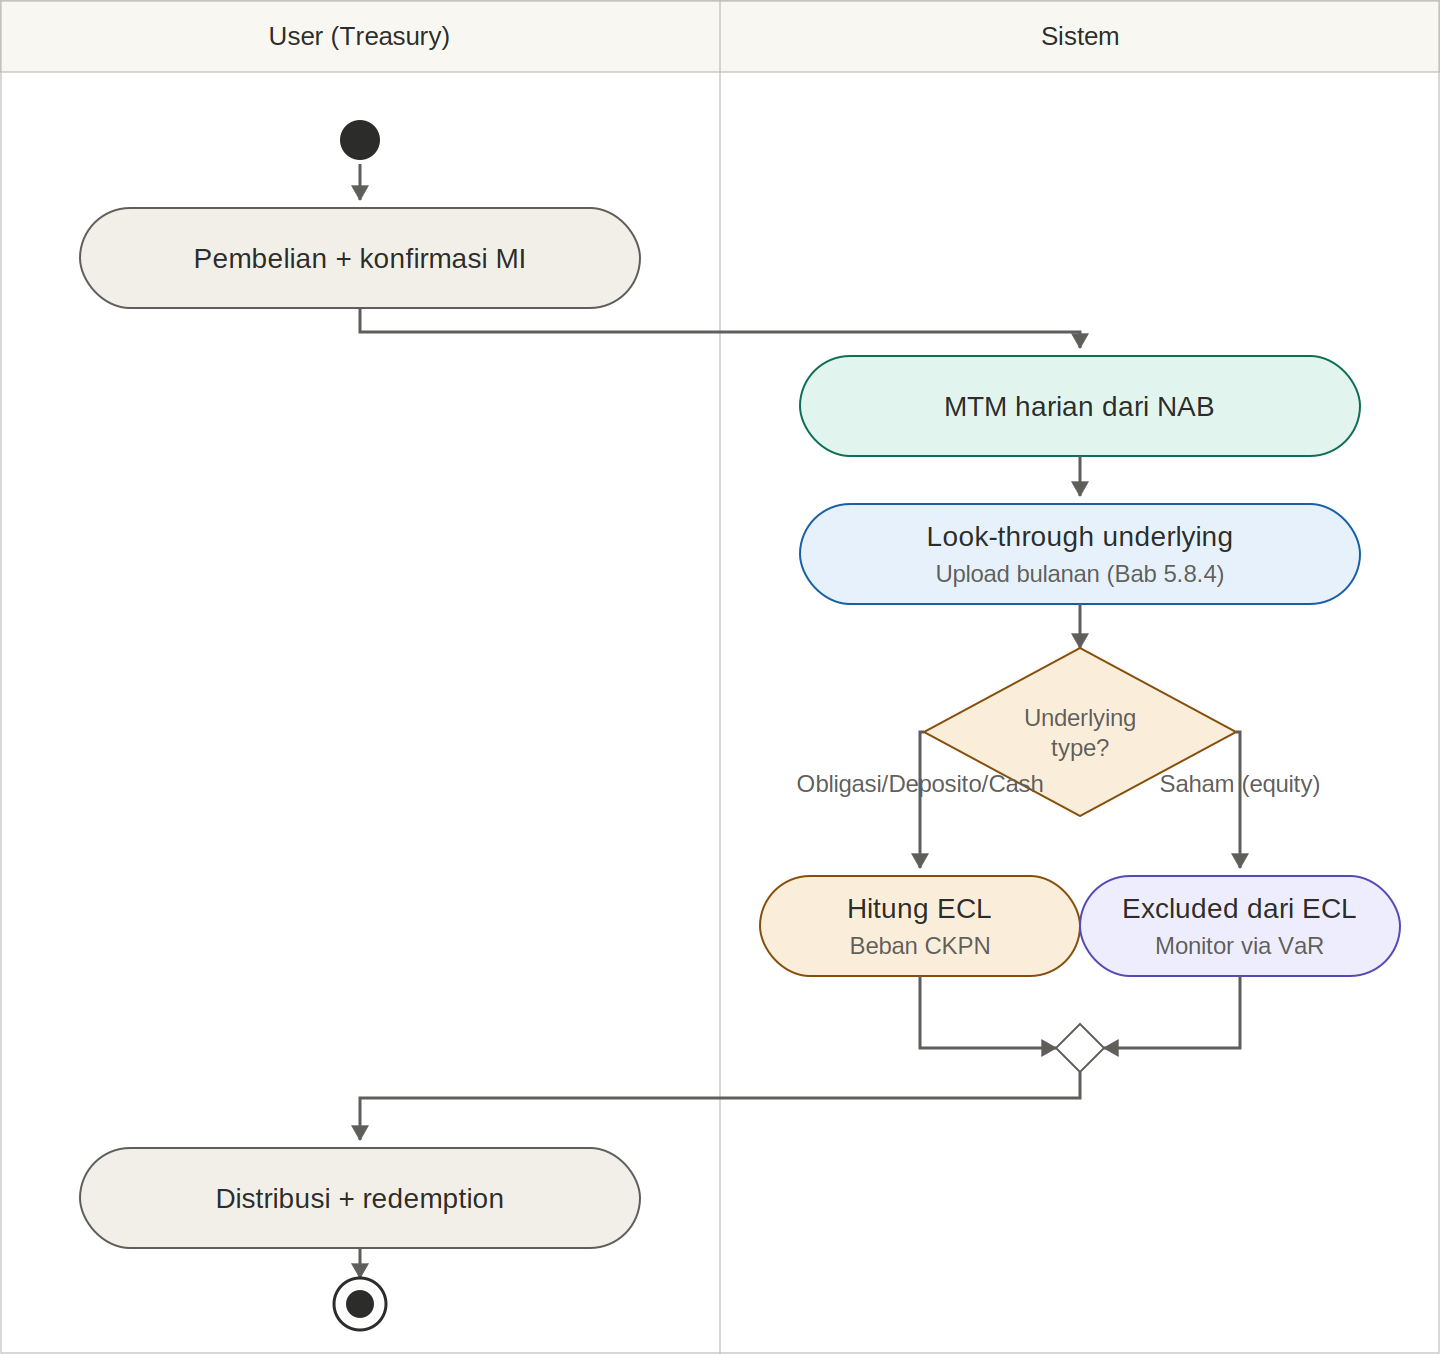 User (Treasury)
Sistem
Pembelian + konfirmasi MI
MTM harian dari NAB
Look-through underlying
Upload bulanan (Bab 5.8.4)
Underlying
type?
Obligasi/Deposito/Cash
Saham (equity)
Hitung ECL
Beban CKPN
Excluded dari ECL
Monitor via VaR
Distribusi + redemption